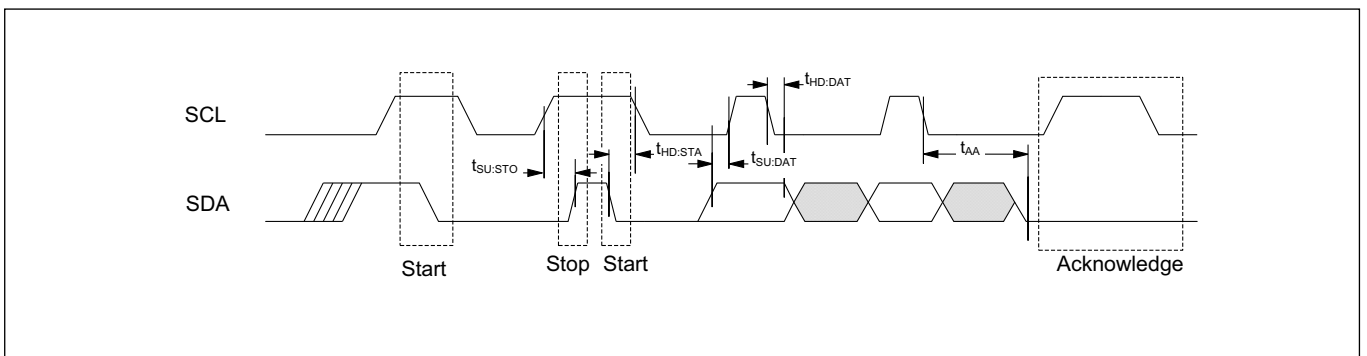 SCL
tHD:DAT
tHD:STA
tSU:DAT
tAA
tSU:STO
SDA
Start
Stop
Start
Acknowledge